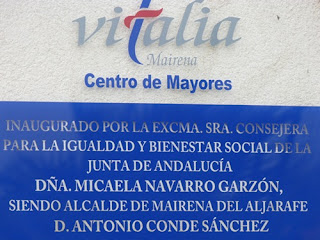 vitalia
Mairena
Centro de Mayores
INAUGURADO POR LA EXCMA. SRA. CONSEJERA
PARA LA IGUALDAD Y BIENESTAR SOCIAL DE LA
JUNTA DE ANDALUCÍA
DÑA. MICAELA NAVARRO GARZÓN,
SIENDO ALCALDE DE MAIRENA DEL ALJARAFE
D. ANTONIO CONDE SÁNCHEZ